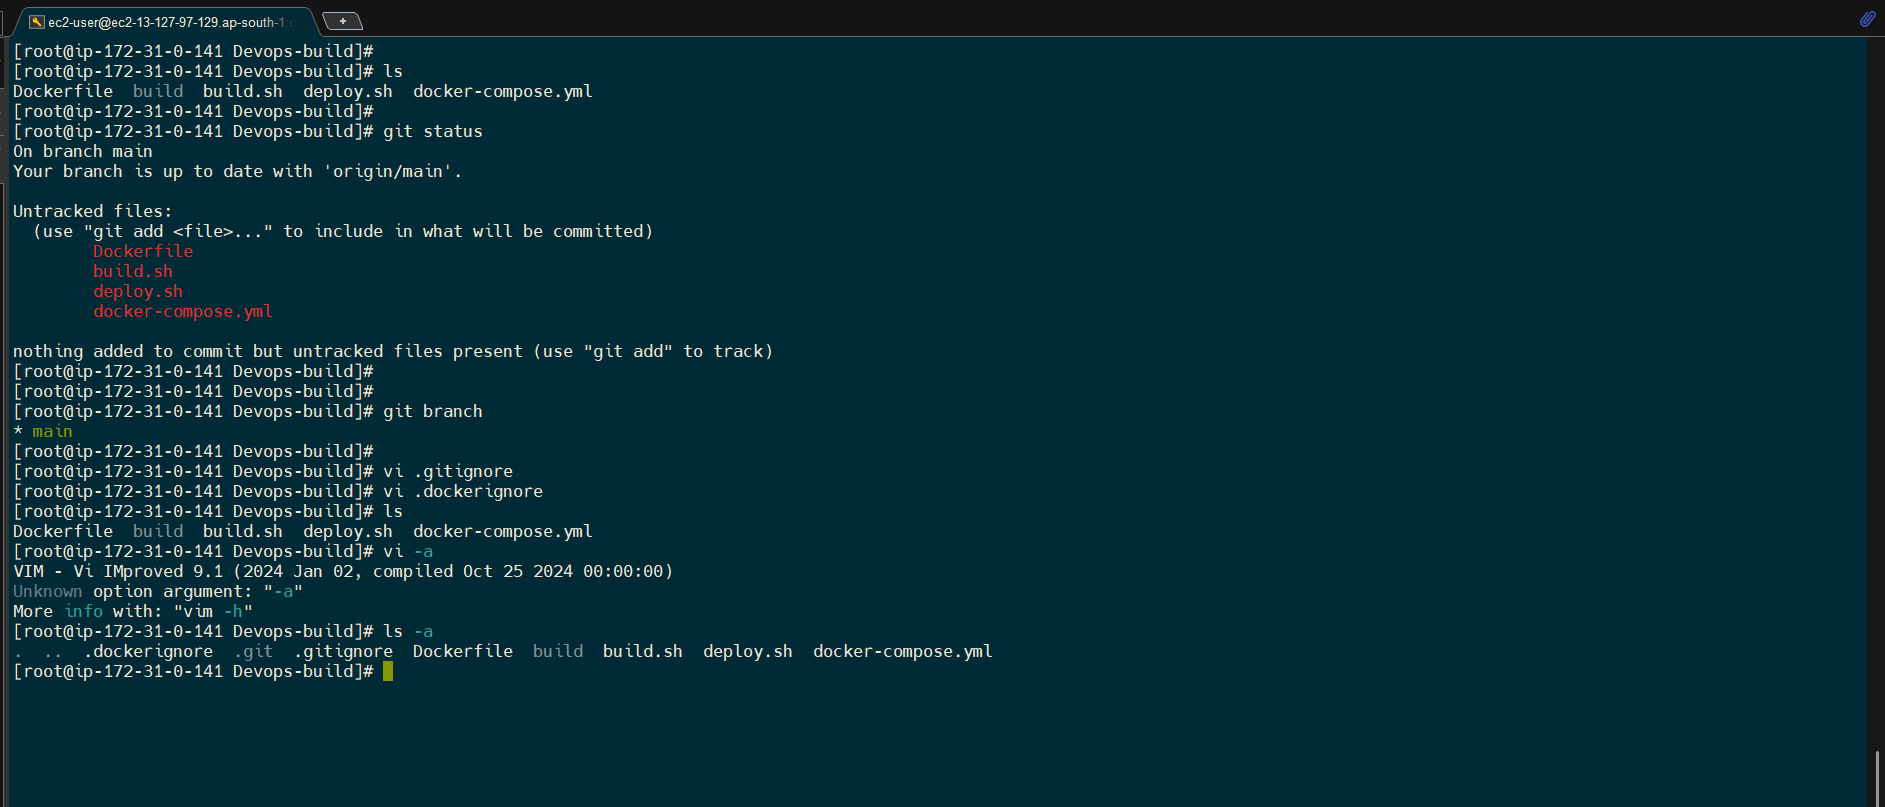 ec2-user@ec2-13-127-97-129.ap-south-1.c
[root@ip-172-31-0-141 Devops-build]#
[root@ip-172-31-0-141 Devops-build]# ls
Dockerfile  build  build.sh  deploy.sh  docker-compose.yml
[root@ip-172-31-0-141 Devops-build]#
[root@ip-172-31-0-141 Devops-build]# git status
On branch main
Your branch is up to date with 'origin/main'.
Untracked files:
  (use "git add <file>..." to include in what will be committed)
        Dockerfile
        build.sh
        deploy.sh
        docker-compose.yml
nothing added to commit but untracked files present (use "git add" to track)
[root@ip-172-31-0-141 Devops-build]#
[root@ip-172-31-0-141 Devops-build]#
[root@ip-172-31-0-141 Devops-build]# git branch
* main
[root@ip-172-31-0-141 Devops-build]#
[root@ip-172-31-0-141 Devops-build]# vi .gitignore
[root@ip-172-31-0-141 Devops-build]# vi .dockerignore
[root@ip-172-31-0-141 Devops-build]# ls
Dockerfile  build  build.sh  deploy.sh  docker-compose.yml
[root@ip-172-31-0-141 Devops-build]# vi -a
VIM - Vi IMproved 9.1 (2024 Jan 02, compiled Oct 25 2024 00:00:00)
Unknown option argument: "-a"
More info with: "vim -h"
[root@ip-172-31-0-141 Devops-build]# ls -a
.  ..  .dockerignore  .git  .gitignore  Dockerfile  build  build.sh  deploy.sh  docker-compose.yml
[root@ip-172-31-0-141 Devops-build]#